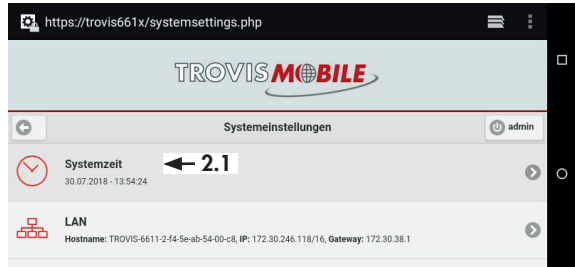 https://trovis661x/systemsettings.php
TROVIS MOBILE
Systemeinstellungen
admin
Systemzeit
2.1
30.07.2018 - 13:54:24
LAN
Hostname: TROVIS-6611-2-f4-5e-ab-54-00-c8, IP: 172.30.246.118/16, Gateway: 172.30.38.1